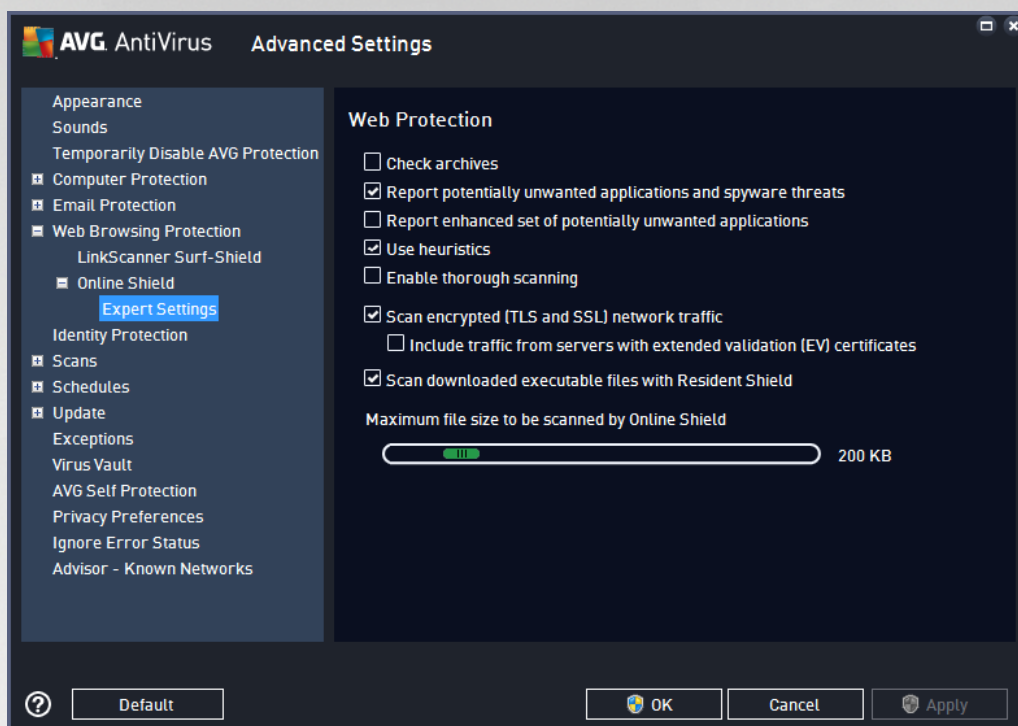 AVG AntiVirus Advanced Settings
Appearance
Sounds
Temporarily Disable AVG Protection
Computer Protection
Email Protection
Web Browsing Protection
LinkScanner Surf-Shield
Online Shield
Expert Settings
Identity Protection
Scans
Schedules
Update
Exceptions
Virus Vault
AVG Self Protection
Privacy Preferences
Ignore Error Status
Advisor - Known Networks
Web Protection
Check archives
Report potentially unwanted applications and spyware threats
Report enhanced set of potentially unwanted applications
Use heuristics
Enable thorough scanning
Scan encrypted (TLS and SSL) network traffic
Include traffic from servers with extended validation (EV) certificates
Scan downloaded executable files with Resident Shield
Maximum file size to be scanned by Online Shield
200 KB
? Default OK Cancel Apply